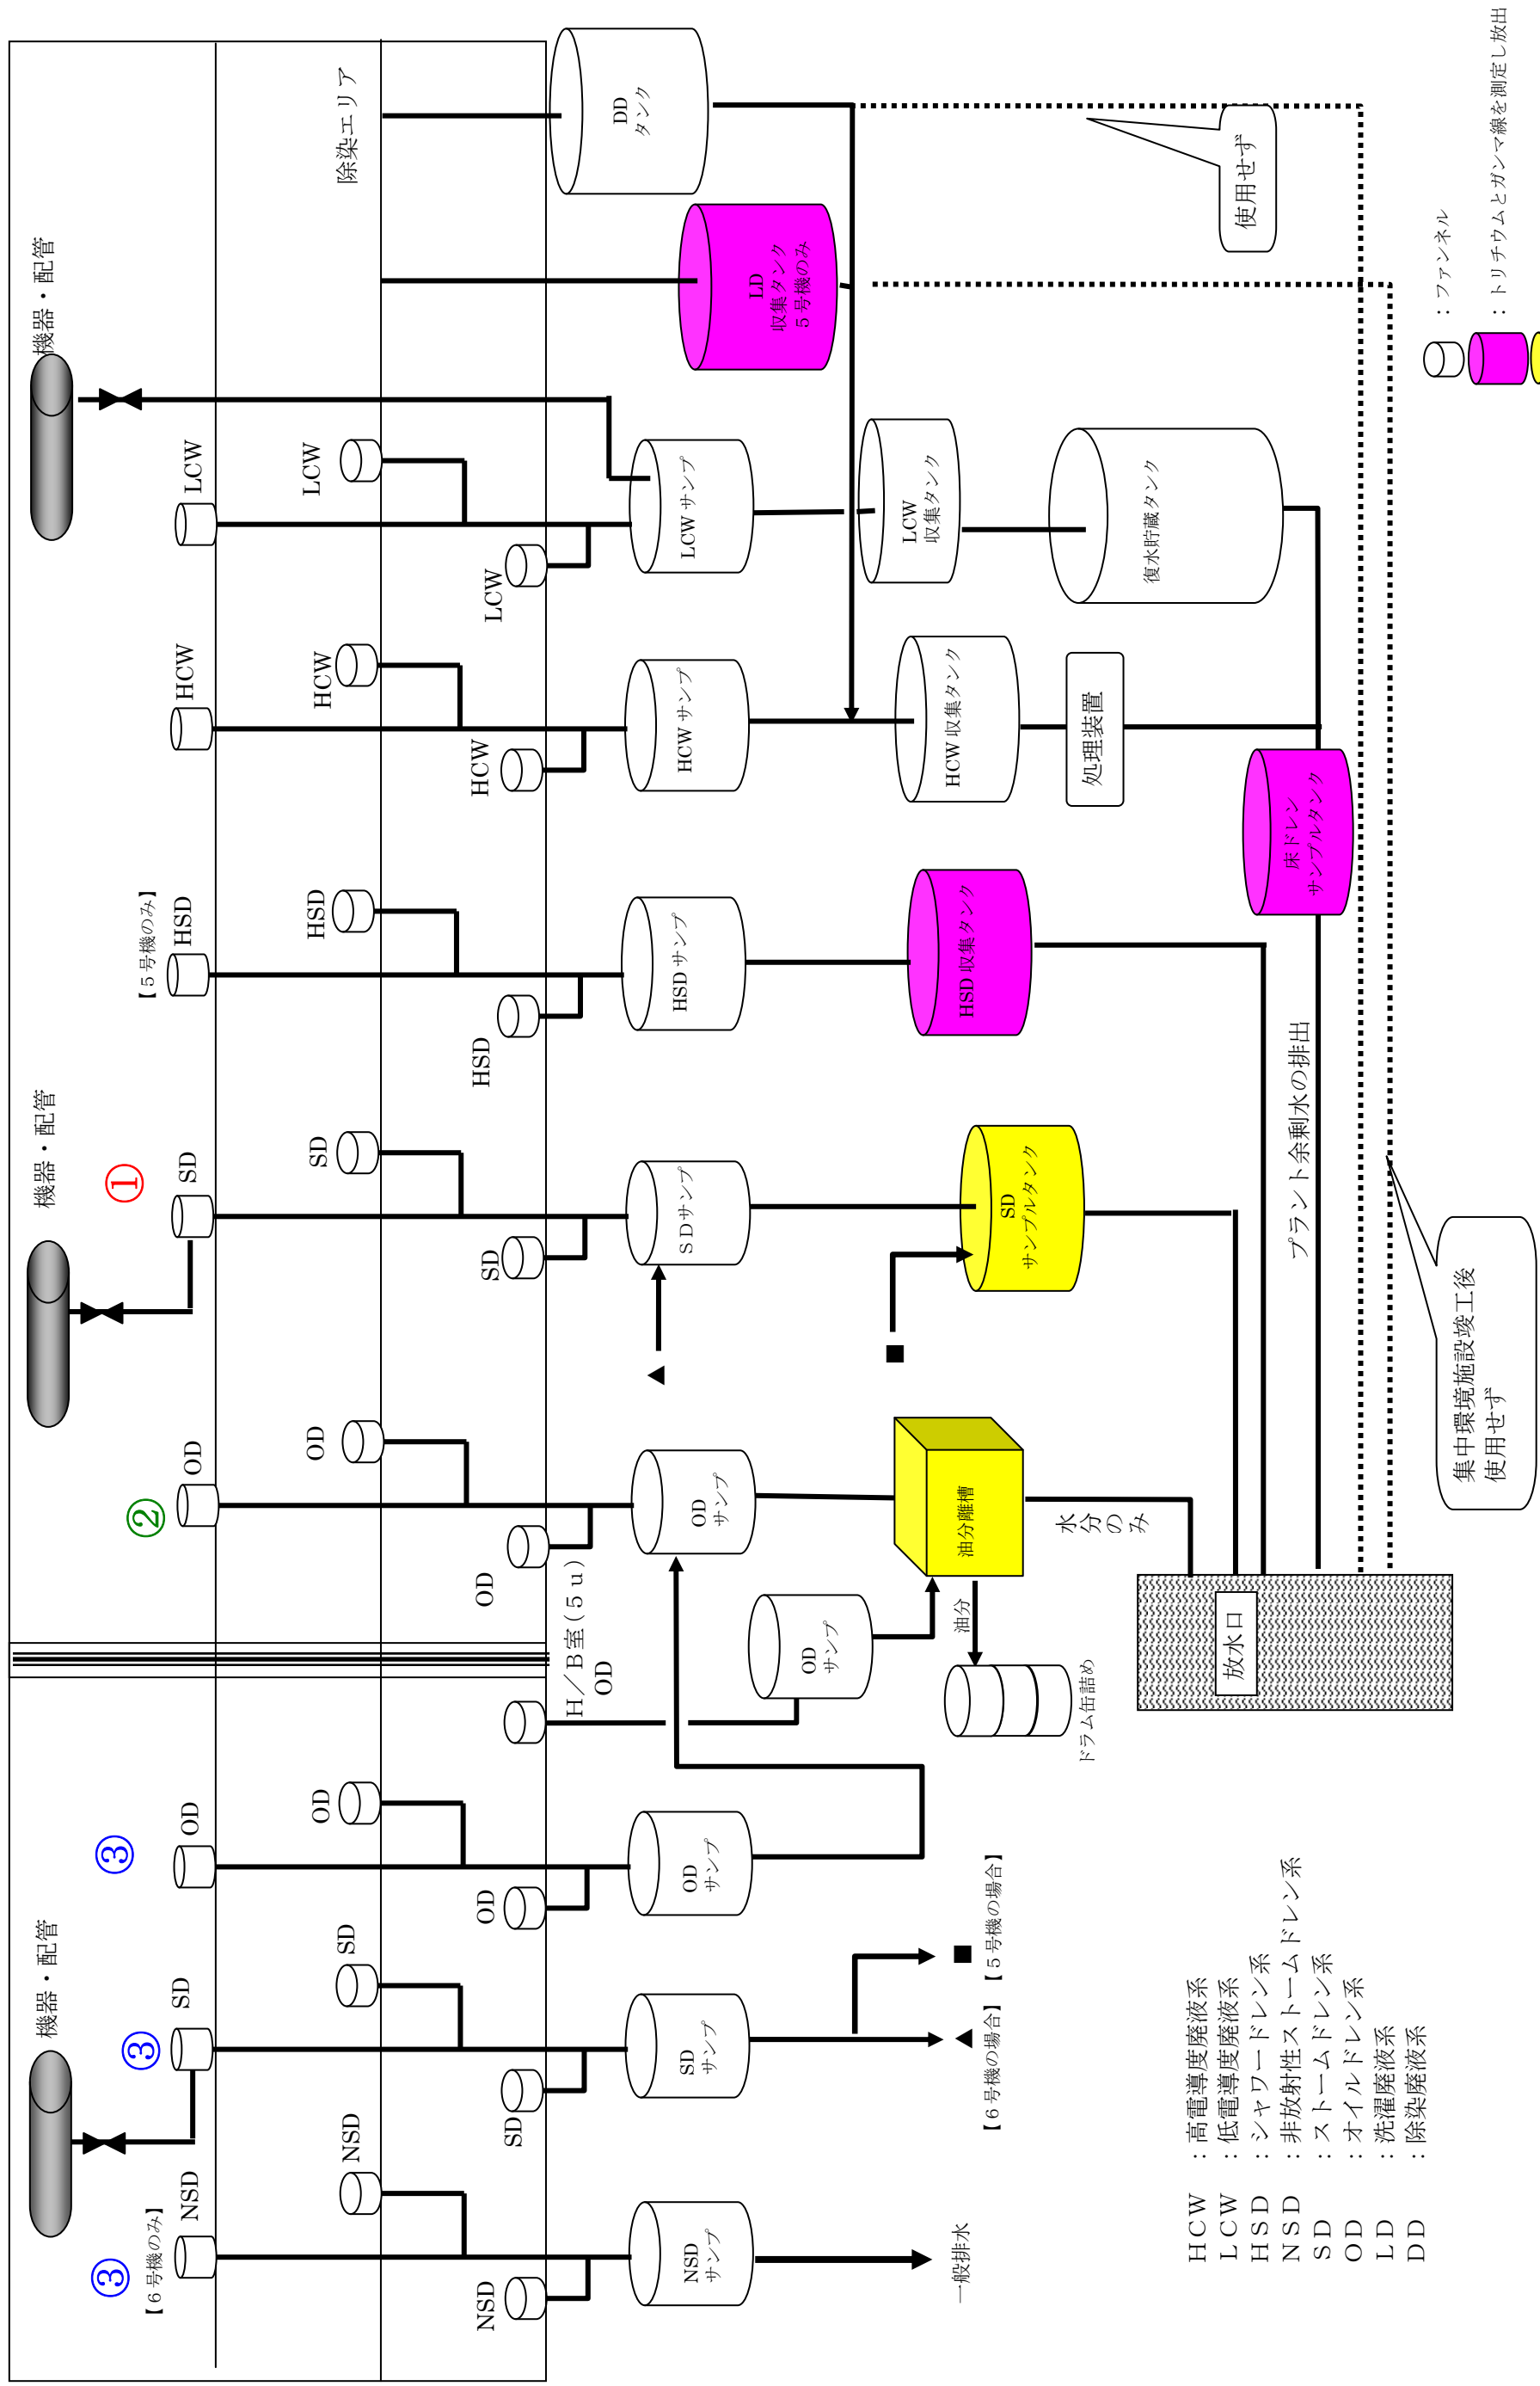 機器・配管
機器・配管
機器・配管
③
【６号機のみ】
NSD
③
SD
③
OD
②
OD
①
SD
【５号機のみ】
HSD
HCW
LCW
NSD
SD
OD
OD
SD
HSD
HCW
LCW
除染エリア
NSD
SD
OD
OD
SD
HSD
HCW
LCW
Ｈ／Ｂ室（５ｕ）
OD
NSD
サンプ
SD
サンプ
OD
サンプ
OD
サンプ
ＳＤサンプ
HSD サンプ
HCW サンプ
LCW サンプ
LD
収集タンク
５号機のみ
DD
タンク
▲
■
OD
サンプ
油分離槽
油分
ドラム缶詰め
水分のみ
SD
サンプルタンク
HSD 収集タンク
HCW 収集タンク
LCW
収集タンク
処理装置
復水貯蔵タンク
床ドレン
サンプルタンク
一般排水
▲
【６号機の場合】
■
【５号機の場合】
放水口
プラント余剰水の排出
使用せず
集中環境施設竣工後
使用せず
ＨＣＷ ：高電導度廃液系
ＬＣＷ ：低電導度廃液系
ＨＳＤ ：シャワードレン系
ＮＳＤ ：非放射性ストームドレン系
ＳＤ ：ストームドレン系
ＯＤ ：オイルドレン系
ＬＤ ：洗濯廃液系
ＤＤ ：除染廃液系
：ファンネル
：トリチウムとガンマ線を測定し放出